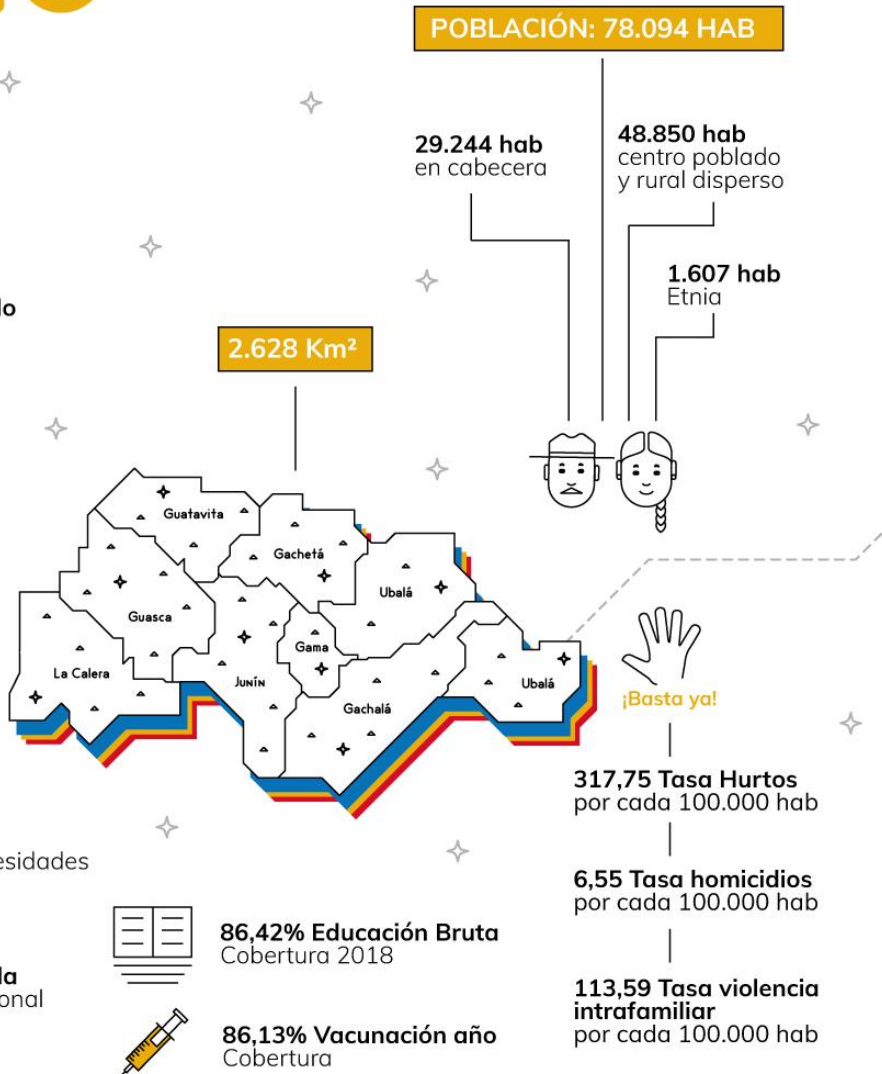 POBLACIÓN: 78.094 HAB
29.244 hab
en cabecera
48.850 hab
centro poblado
y rural disperso
1.607 hab
Etnia
2.628 Km²
Guatavita
Gachetá
Ubalá
Guasca
Gama
La Calera
Junín
Gachalá
Ubalá
¡Basta ya!
317,75 Tasa Hurtos
por cada 100.000 hab
6,55 Tasa homicidios
por cada 100.000 hab
113,59 Tasa violencia
intrafamiliar
por cada 100.000 hab
esidades
86,42% Educación Bruta
Cobertura 2018
onal
86,13% Vacunación año
Cobertura